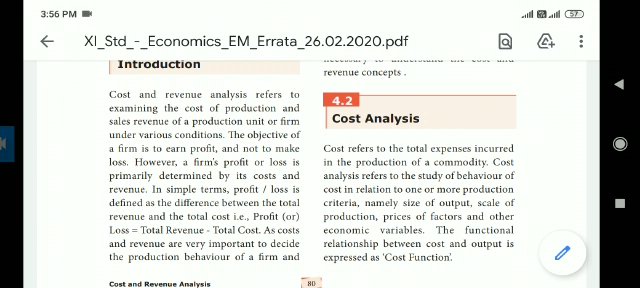 3:56 PM
57
XI_Std_-_Economics_EM_Errata_26.02.2020.pdf
Introduction
Cost and revenue analysis refers to
examining the cost of production and
sales revenue of a production unit or firm
under various conditions. The objective of
a firm is to earn profit, and not to make
loss. However, a firm's profit or loss is
primarily determined by its costs and
revenue. In simple terms, profit / loss is
defined as the difference between the total
revenue and the total cost i.e., Profit (or)
Loss = Total Revenue - Total Cost. As costs
and revenue are very important to decide
the production behaviour of a firm and
necessary to understand the cost and
revenue concepts .
4.2
Cost Analysis
Cost refers to the total expenses incurred
in the production of a commodity. Cost
analysis refers to the study of behaviour of
cost in relation to one or more production
criteria, namely size of output, scale of
production, prices of factors and other
economic variables. The functional
relationship between cost and output is
expressed as 'Cost Function'.
Cost and Revenue Analysis
80